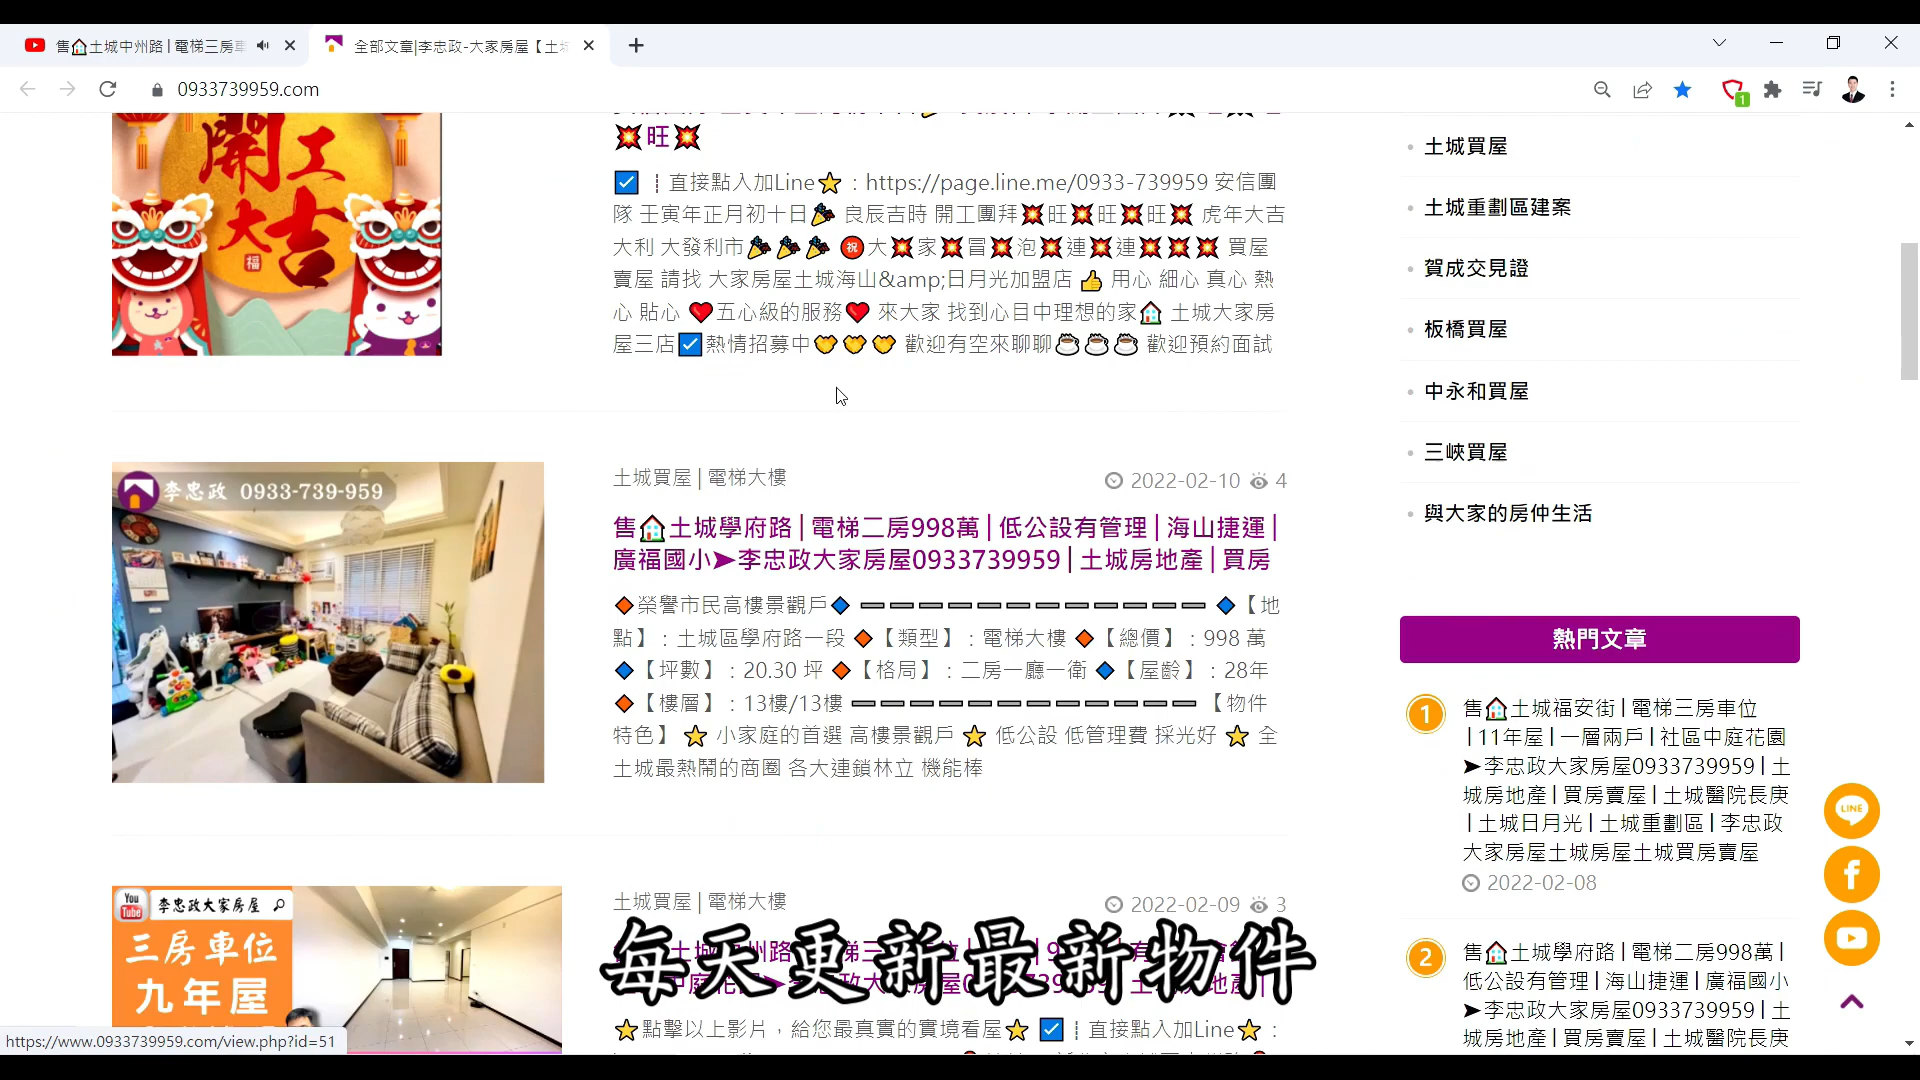 售🏠土城中州路 | 電梯三房車
全部文章|李忠政-大家房屋【土城
0933739959.com
開工
大吉
福
💥旺💥
☑️┆直接點入加Line⭐：https://page.line.me/0933-739959 安信團
隊 壬寅年正月初十日🎉 良辰吉時 開工團拜💥旺💥旺💥旺💥 虎年大吉
大利 大發利市🎉🎉🎉 ㊗️大💥家💥冒💥泡💥連💥連💥💥💥 買屋
賣屋 請找 大家房屋土城海山&amp;日月光加盟店 👍 用心 細心 真心 熱
心 貼心 ❤️五心級的服務❤️ 來大家 找到心目中理想的家🏠 土城大家房
屋三店☑️熱情招募中🤝🤝🤝 歡迎有空來聊聊☕☕☕ 歡迎預約面試
李忠政 0933-739-959
土城買屋 | 電梯大樓
2022-02-10 4
售🏠土城學府路 | 電梯二房998萬 | 低公設有管理 | 海山捷運 |
廣福國小➤李忠政大家房屋0933739959 | 土城房地產 | 買房
🔶榮譽市民高樓景觀戶🔷 ➖➖➖➖➖➖➖➖➖➖➖➖ 🔷【地
點】：土城區學府路一段 🔶【類型】：電梯大樓 🔶【總價】：998 萬
🔷【坪數】：20.30 坪 🔶【格局】：二房一廳一衛 🔷【屋齡】：28年
🔶【樓層】：13樓/13樓 ➖➖➖➖➖➖➖➖➖➖➖➖ 【物件
特色】 ⭐ 小家庭的首選 高樓景觀戶 ⭐ 低公設 低管理費 採光好 ⭐ 全
土城最熱鬧的商圈 各大連鎖林立 機能棒
You Tube 李忠政大家房屋
三房車位
九年屋
土城買屋 | 電梯大樓
2022-02-09 3
每天更新最新物件
⭐點擊以上影片，給您最真實的實境看屋⭐ ☑️┆直接點入加Line⭐：
https://www.0933739959.com/view.php?id=51
土城買屋
土城重劃區建案
賀成交見證
板橋買屋
中永和買屋
三峽買屋
與大家的房仲生活
熱門文章
1
售🏠土城福安街 | 電梯三房車位
| 11年屋 | 一層兩戶 | 社區中庭花園
➤李忠政大家房屋0933739959 | 土
城房地產 | 買房賣屋 | 土城醫院長庚
| 土城日月光 | 土城重劃區 | 李忠政
大家房屋土城房屋土城買房賣屋
2022-02-08
2
售🏠土城學府路 | 電梯二房998萬 |
低公設有管理 | 海山捷運 | 廣福國小
➤李忠政大家房屋0933739959 | 土
城房地產 | 買房賣屋 | 土城醫院長庚
LINE
1